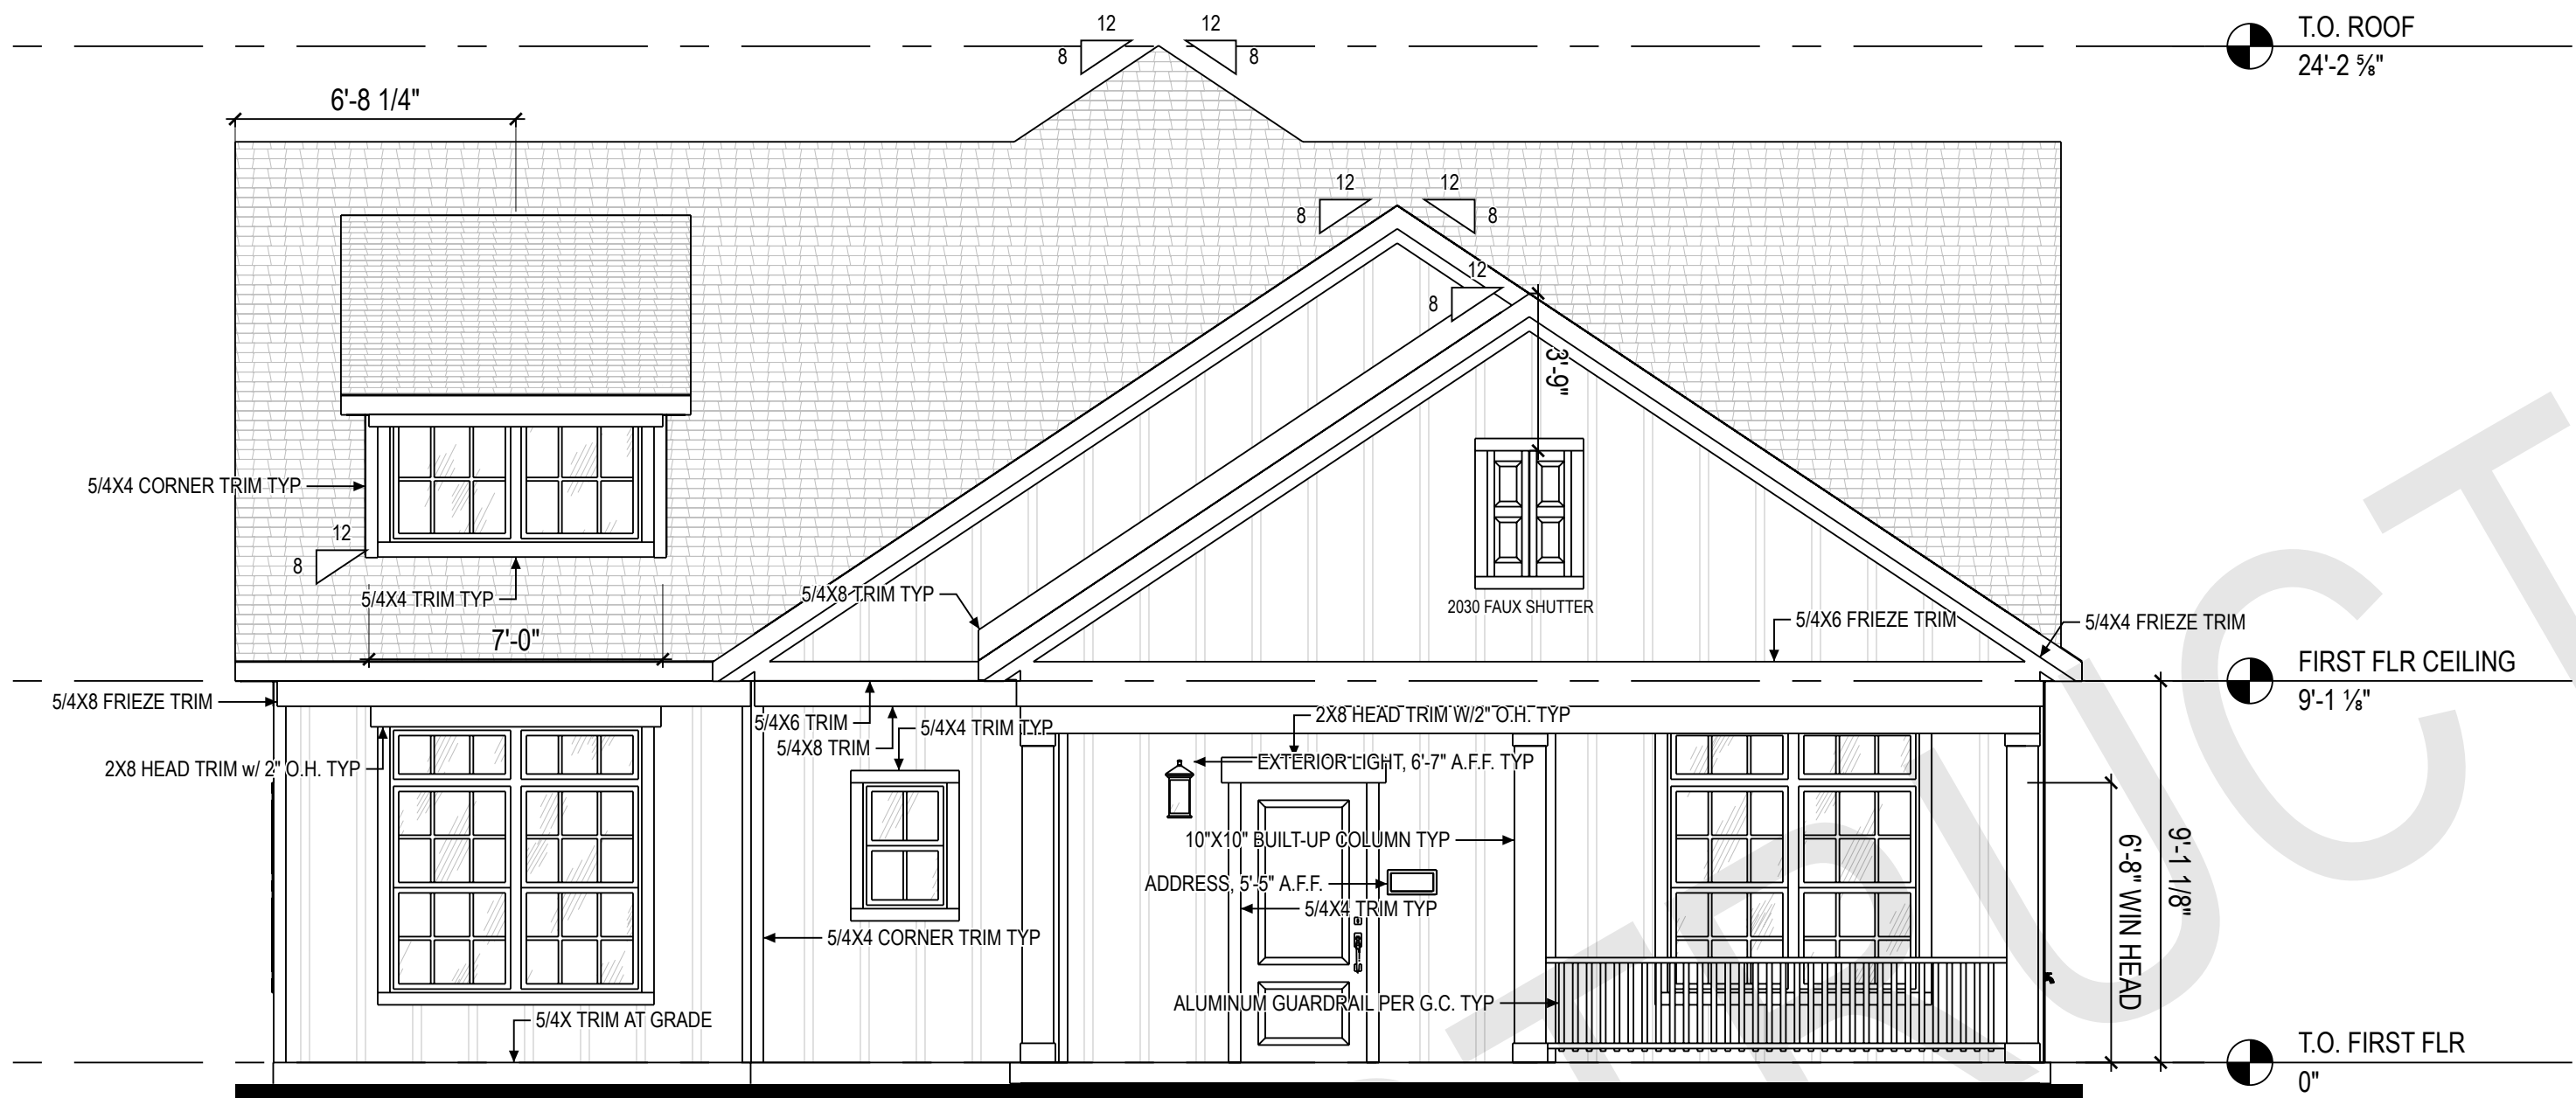 12 12
8 8
T.O. ROOF
24'-2 ⅝"
6'-8 1/4"
12 12
8 8
12
8
3'-9"
5/4X4 CORNER TRIM TYP
12
8
5/4X4 TRIM TYP
7'-0"
5/4X8 TRIM TYP
2030 FAUX SHUTTER
5/4X6 FRIEZE TRIM
5/4X4 FRIEZE TRIM
FIRST FLR CEILING
9'-1 ⅛"
5/4X8 FRIEZE TRIM
5/4X6 TRIM
5/4X8 TRIM
5/4X4 TRIM TYP
2X8 HEAD TRIM W/2" O.H. TYP
2X8 HEAD TRIM w/ 2" O.H. TYP
EXTERIOR LIGHT, 6'-7" A.F.F. TYP
10"X10" BUILT-UP COLUMN TYP
ADDRESS, 5'-5" A.F.F.
5/4X4 TRIM TYP
5/4X4 CORNER TRIM TYP
6'-8" WIN HEAD
9'-1 1/8"
ALUMINUM GUARDRAIL PER G.C. TYP
5/4X TRIM AT GRADE
T.O. FIRST FLR
0"
TRUCT